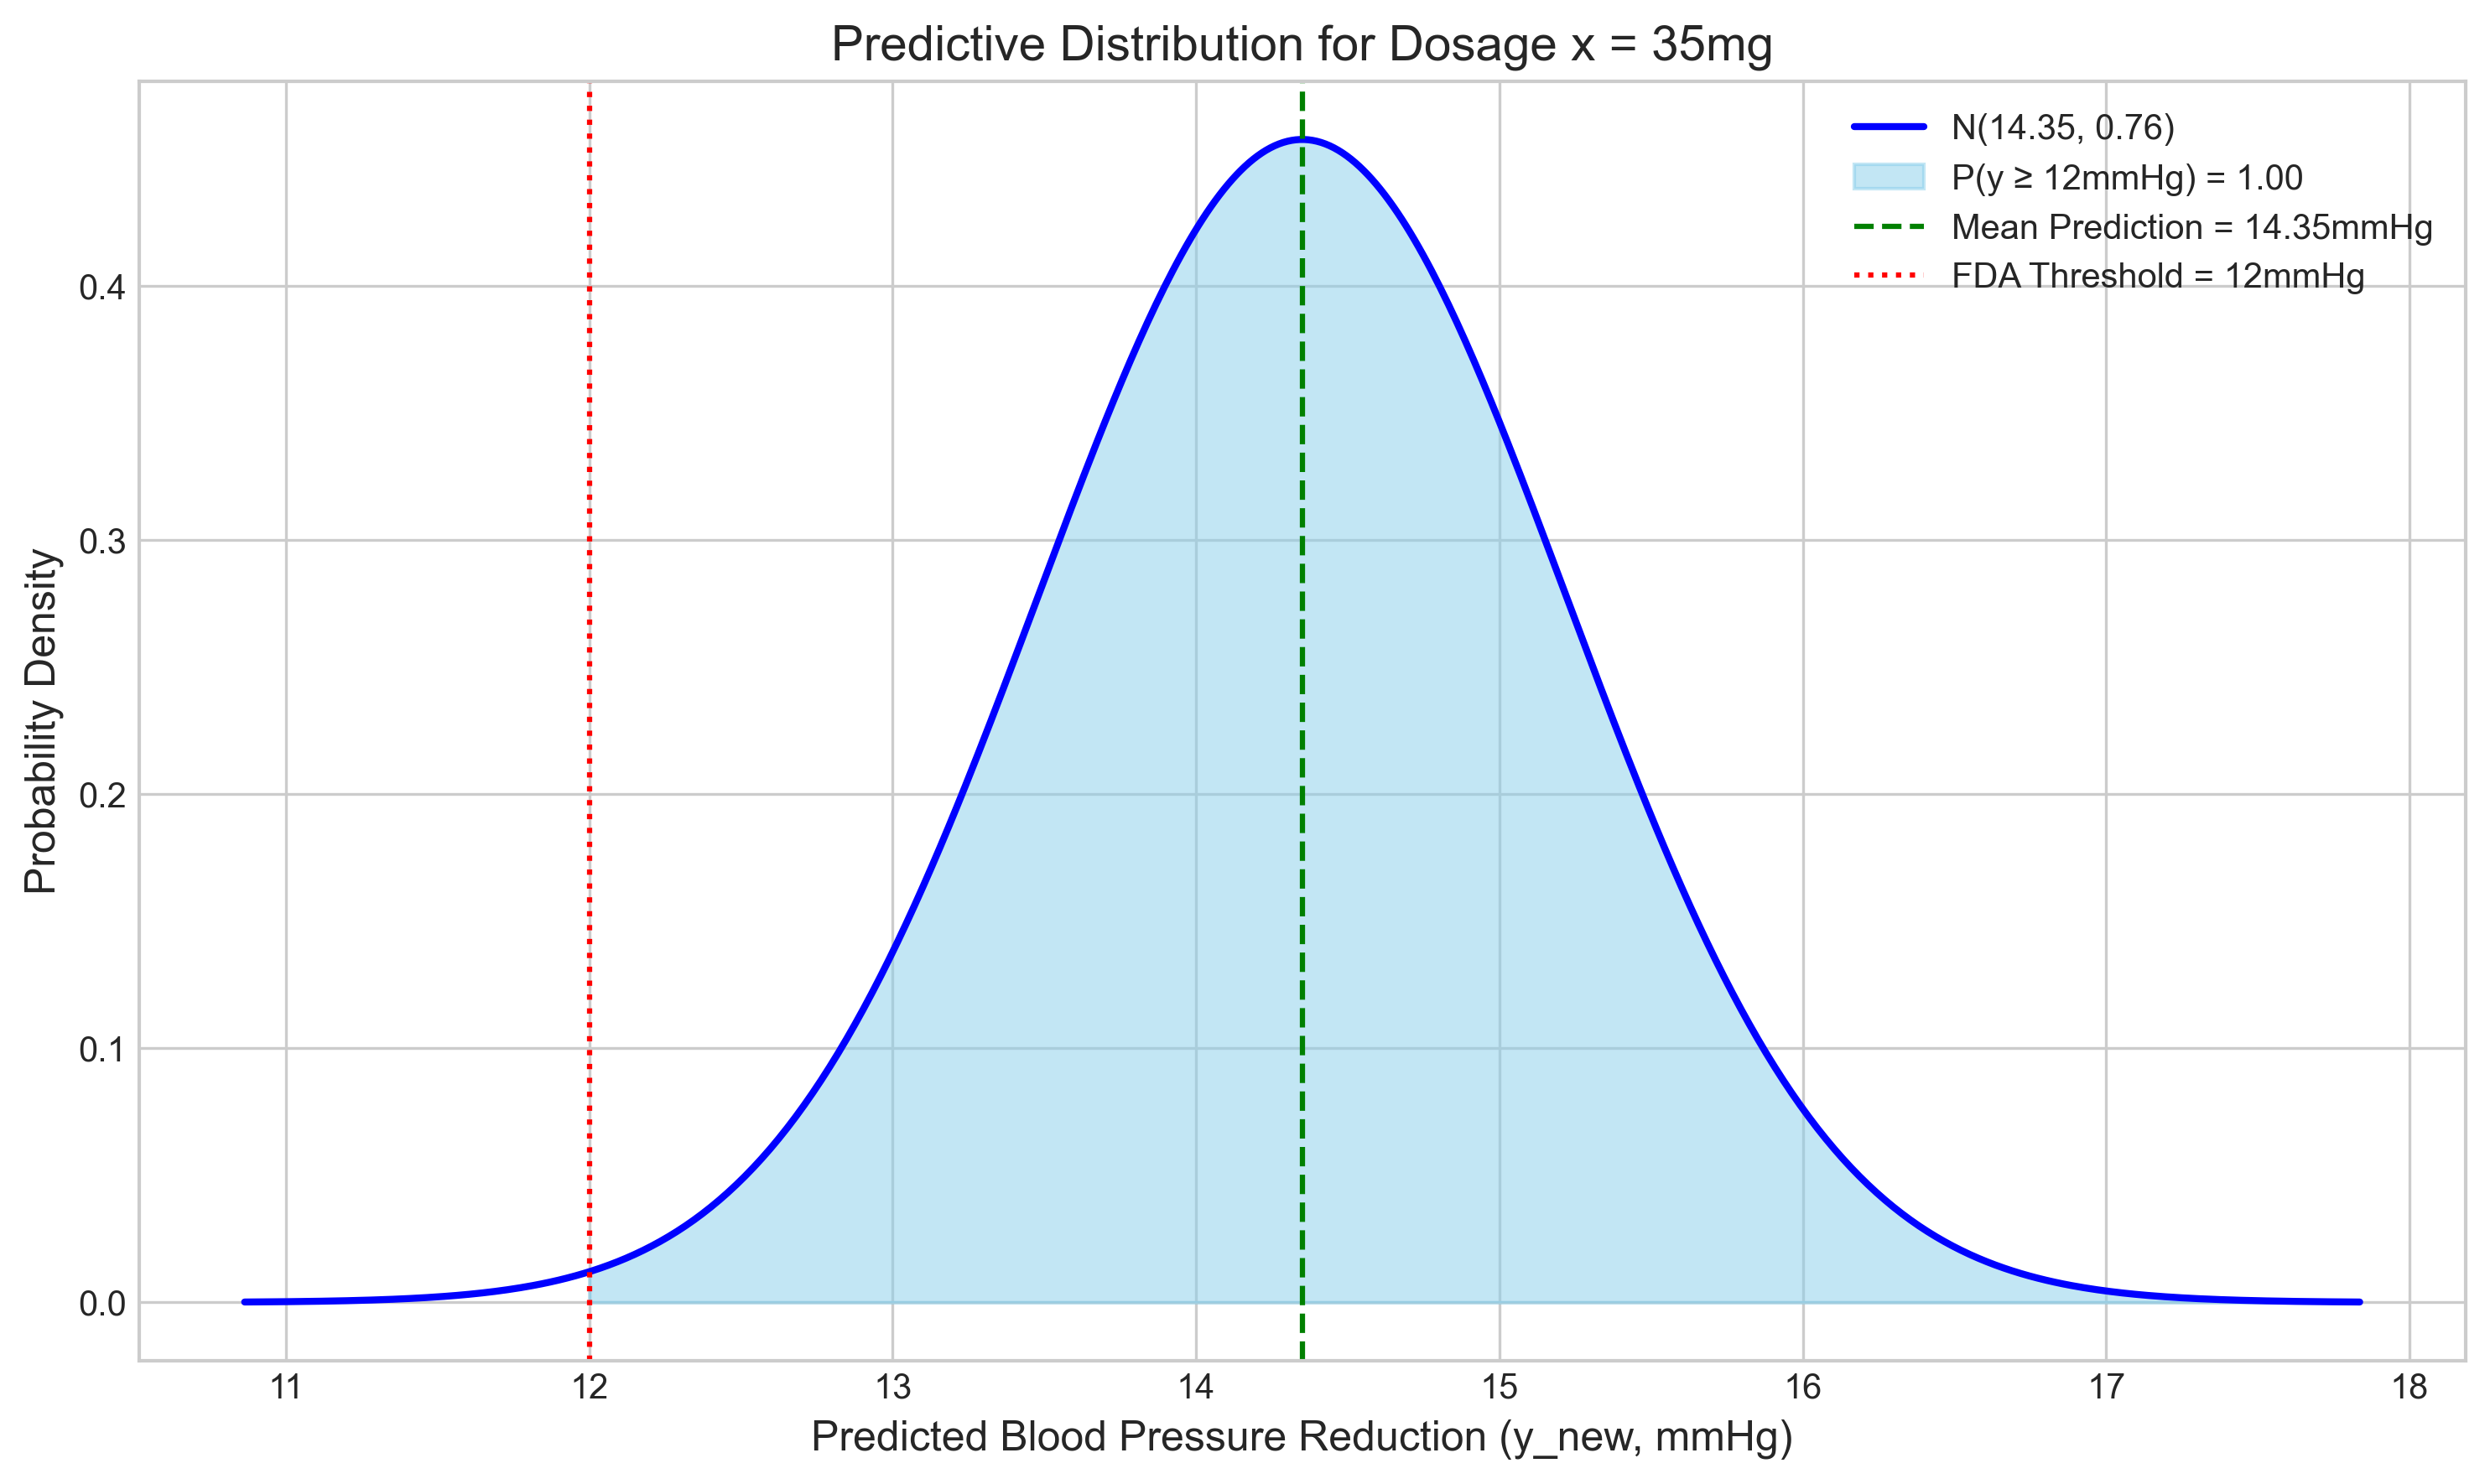 Predictive Distribution for Dosage x = 35mg
N(14.35, 0.76)
P(y ≥ 12mmHg) = 1.00
Mean Prediction = 14.35mmHg
FDA Threshold = 12mmHg
Probability Density
0.4
0.3
0.2
0.1
0.0
11 12 13 14 15 16 17 18
Predicted Blood Pressure Reduction (y_new, mmHg)